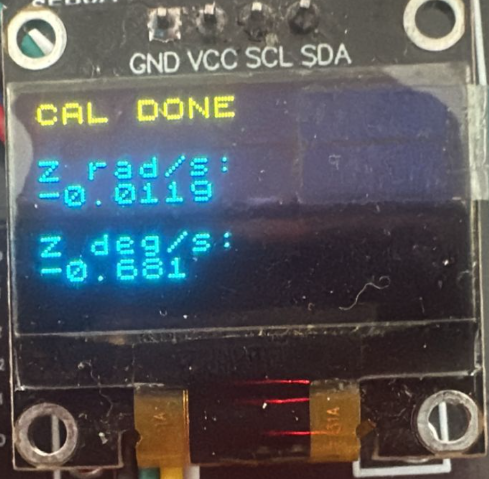 GND VCC SCL SDA
CAL DONE
Z rad/s:
-0.0119
Z deg/s:
-0.681